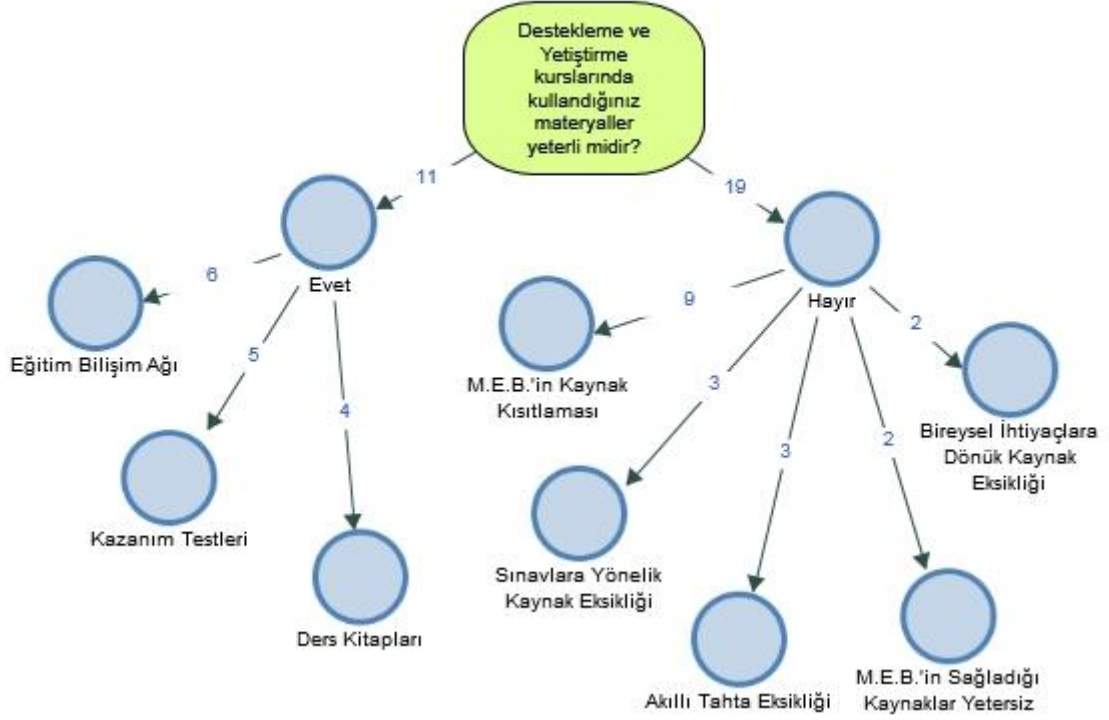 Destekleme ve
Yetiştirme
kurslarında
kullandığınız
materyaller
yeterli midir?
11
19
Evet
Hayır
6
5
4
Eğitim Bilişim Ağı
Kazanım Testleri
Ders Kitapları
9
3
3
2
2
M.E.B.'in Kaynak
Kısıtlaması
Sınavlara Yönelik
Kaynak Eksikliği
Akıllı Tahta Eksikliği
M.E.B.'in Sağladığı
Kaynaklar Yetersiz
Bireysel İhtiyaçlara
Dönük Kaynak
Eksikliği